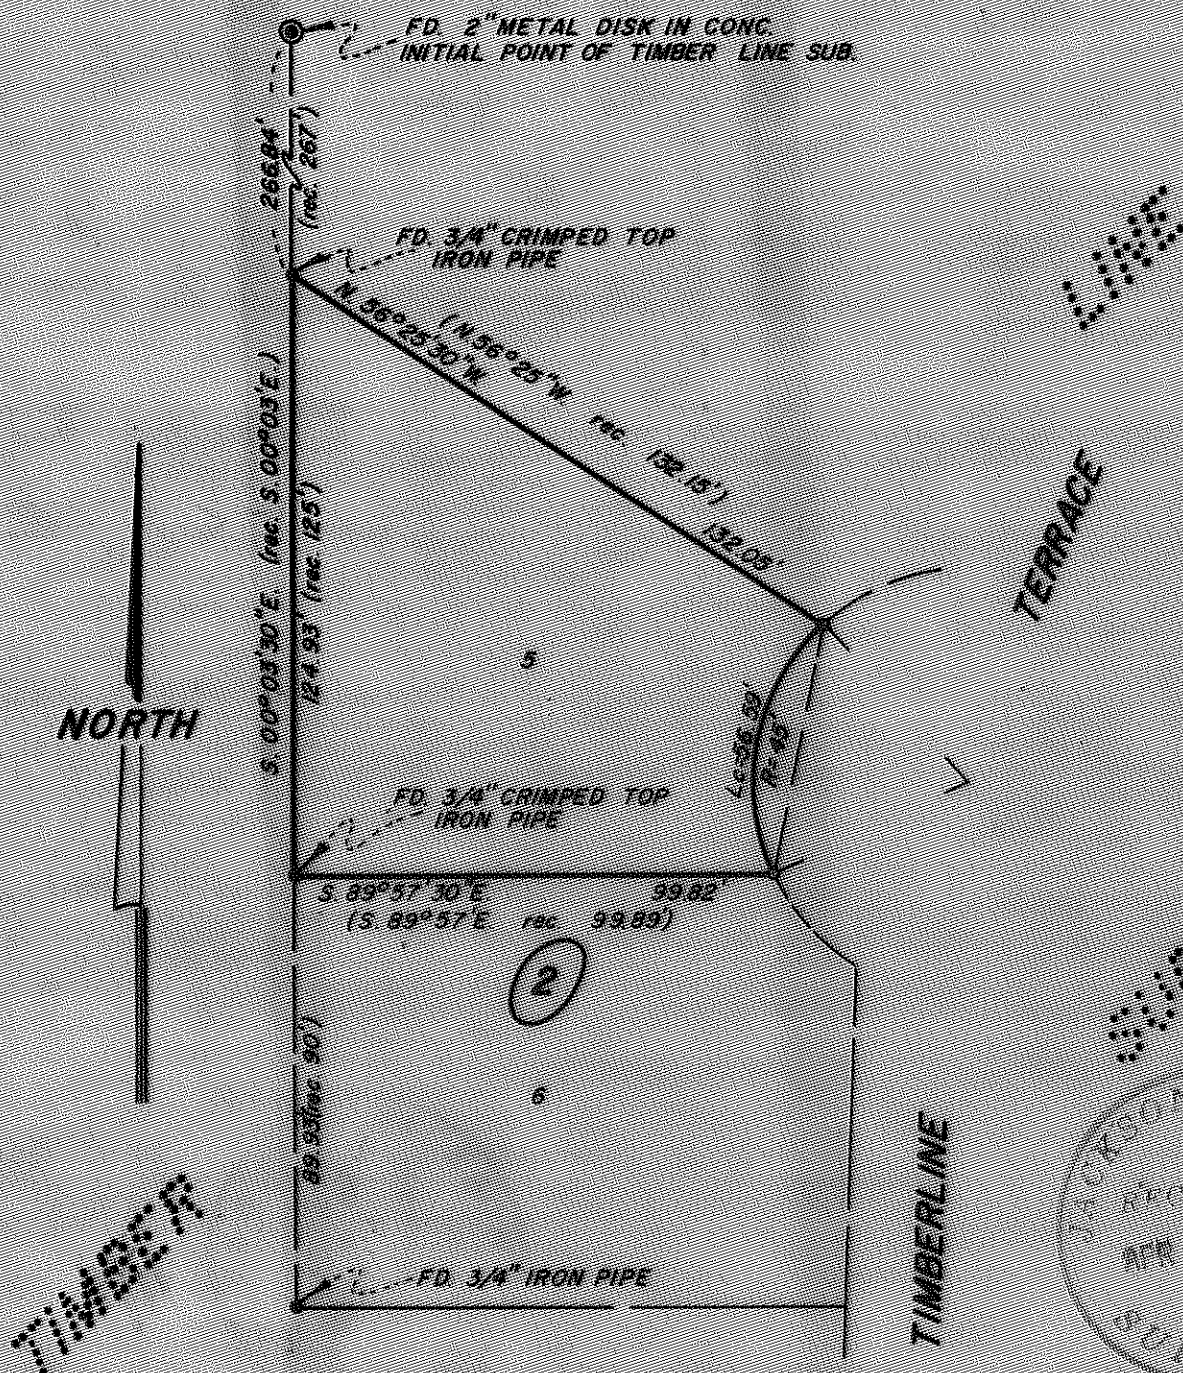 FD. 2" METAL DISK IN CONC.
INITIAL POINT OF TIMBER LINE SUB.
266.84'
(rec. 267')
FD. 3/4" CRIMPED TOP
IRON PIPE
LINE
N. 56°25'30" W.
(N. 56°25" W. rec. 132.15')
132.05'
S. 00°03'30" E. (rec. S. 00°03' E.)
124.93' (rec. 125')
TERRACE
5
NORTH
Lc=56.59'
R=45'
FD. 3/4" CRIMPED TOP
IRON PIPE
S. 89°57'30" E. 99.82'
(S. 89°57' E. rec. 99.89')
2
89.93' (rec. 90')
6
TIMBERLINE
TIMBER
FD. 3/4" IRON PIPE